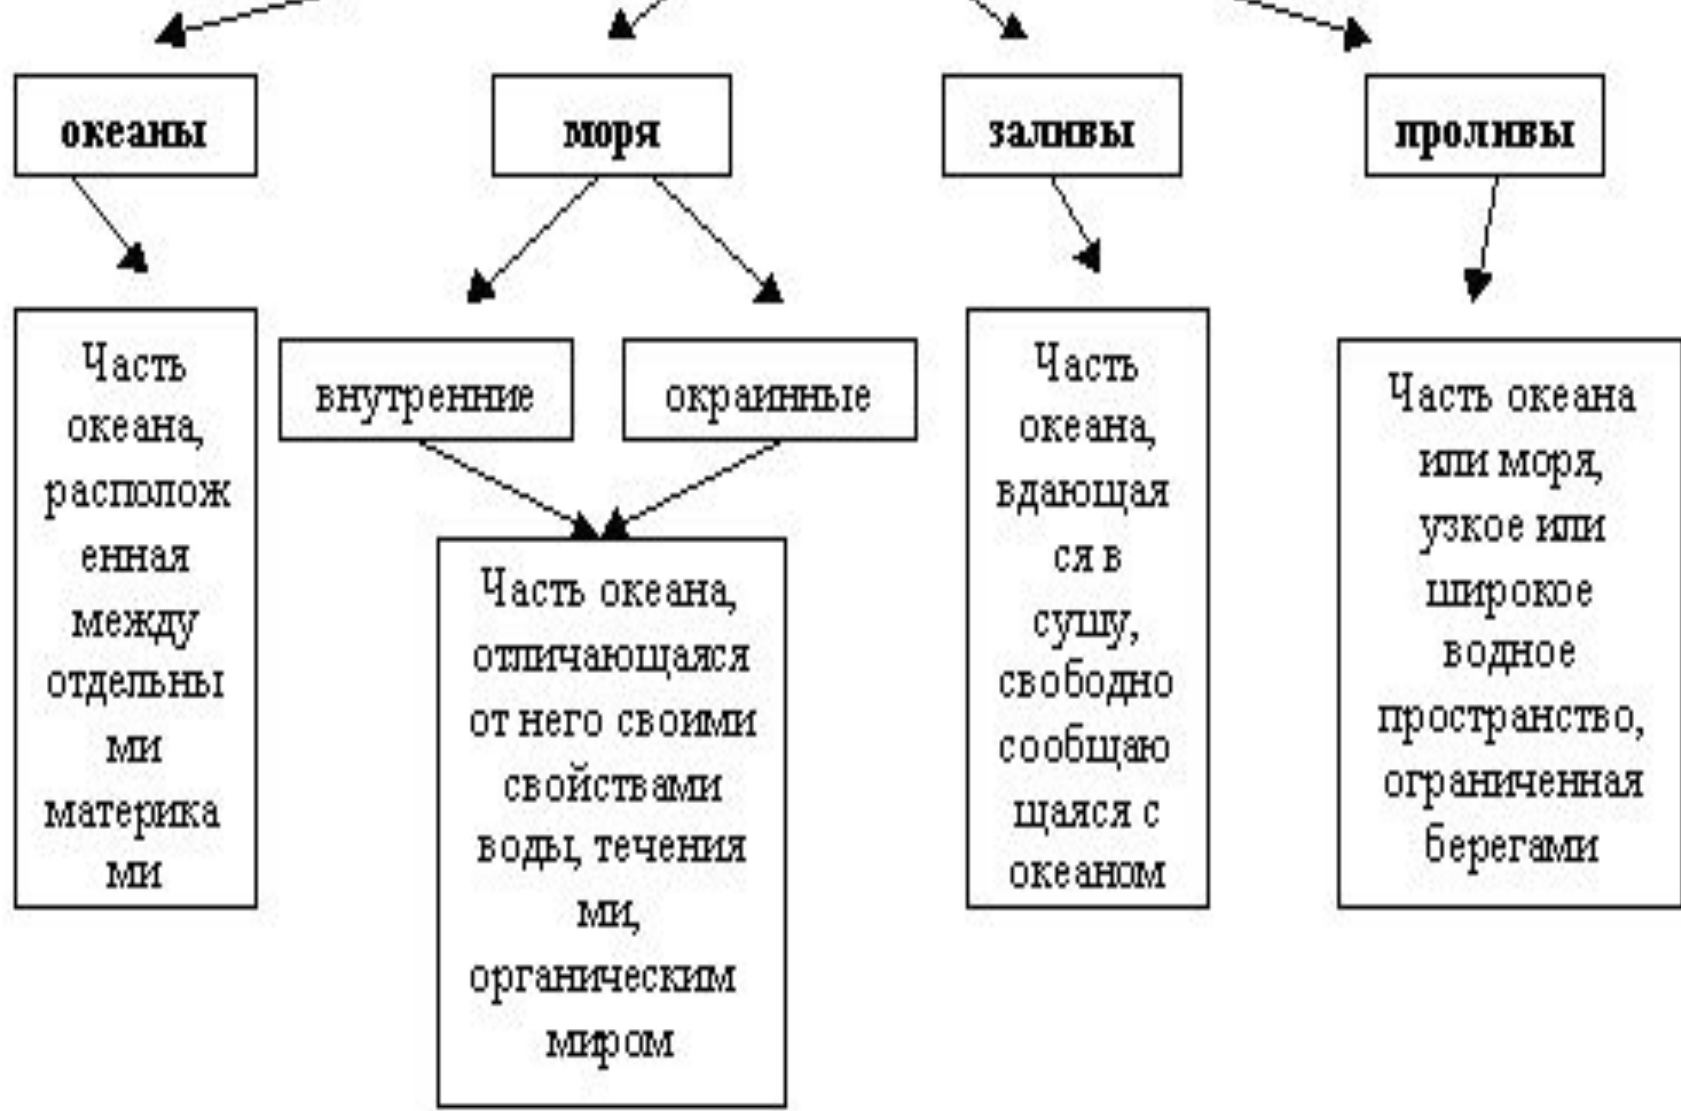 океаны
моря
заливы
проливы
Часть
океана,
располож
енная
между
отдельны
ми
материка
ми
внутренние
окраинные
Часть океана,
отличающаяся
от него своими
свойствами
воды, течения
ми,
органическим
миром
Часть
океана,
вдающая
ся в
сушу,
свободно
сообщаю
щаяся с
океаном
Часть океана
или моря,
узкое или
широкое
водное
пространство,
ограниченная
берегами